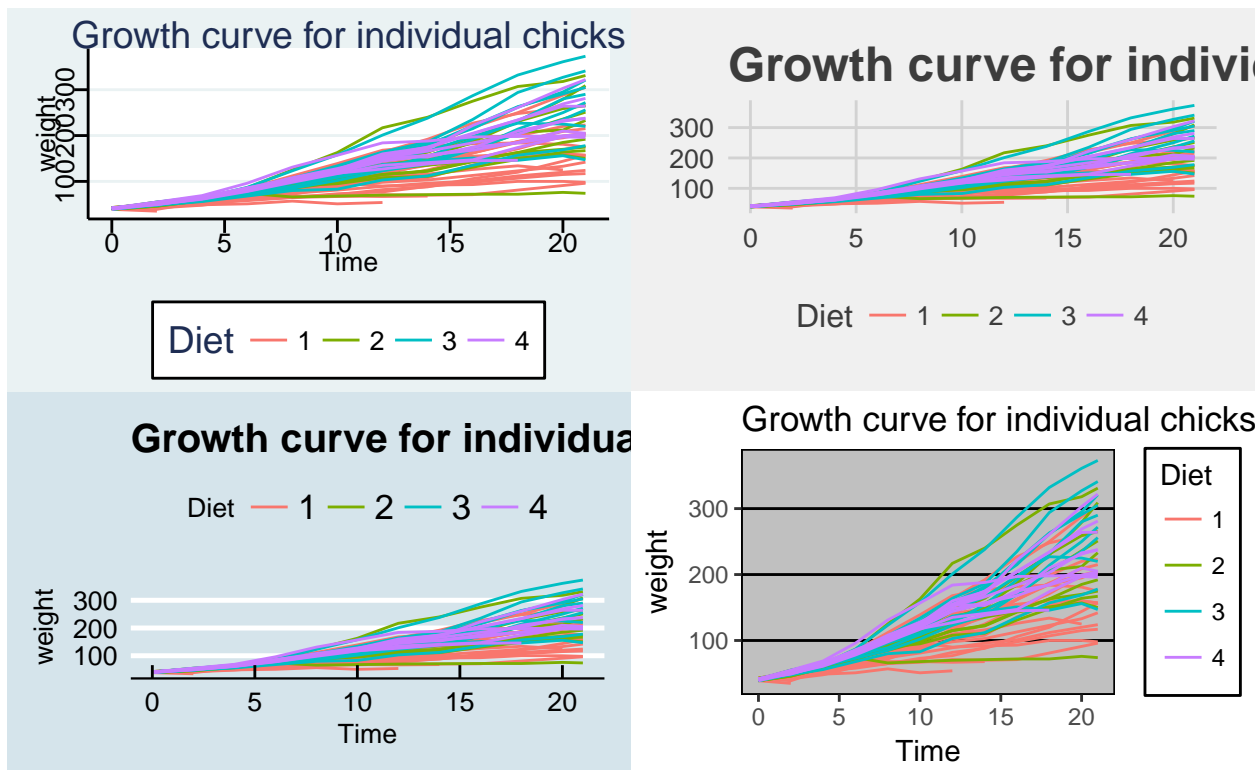 Growth curve for individual chicks
weight
100 200 300
0 5 10 15 20
Time
Diet 1 2 3 4
Growth curve for indivi
300
200
100
0 5 10 15 20
Diet 1 2 3 4
Growth curve for individua
Diet 1 2 3 4
weight
300
200
100
0 5 10 15 20
Time
Growth curve for individual chicks
weight
300
200
100
0 5 10 15 20
Time
Diet
1
2
3
4